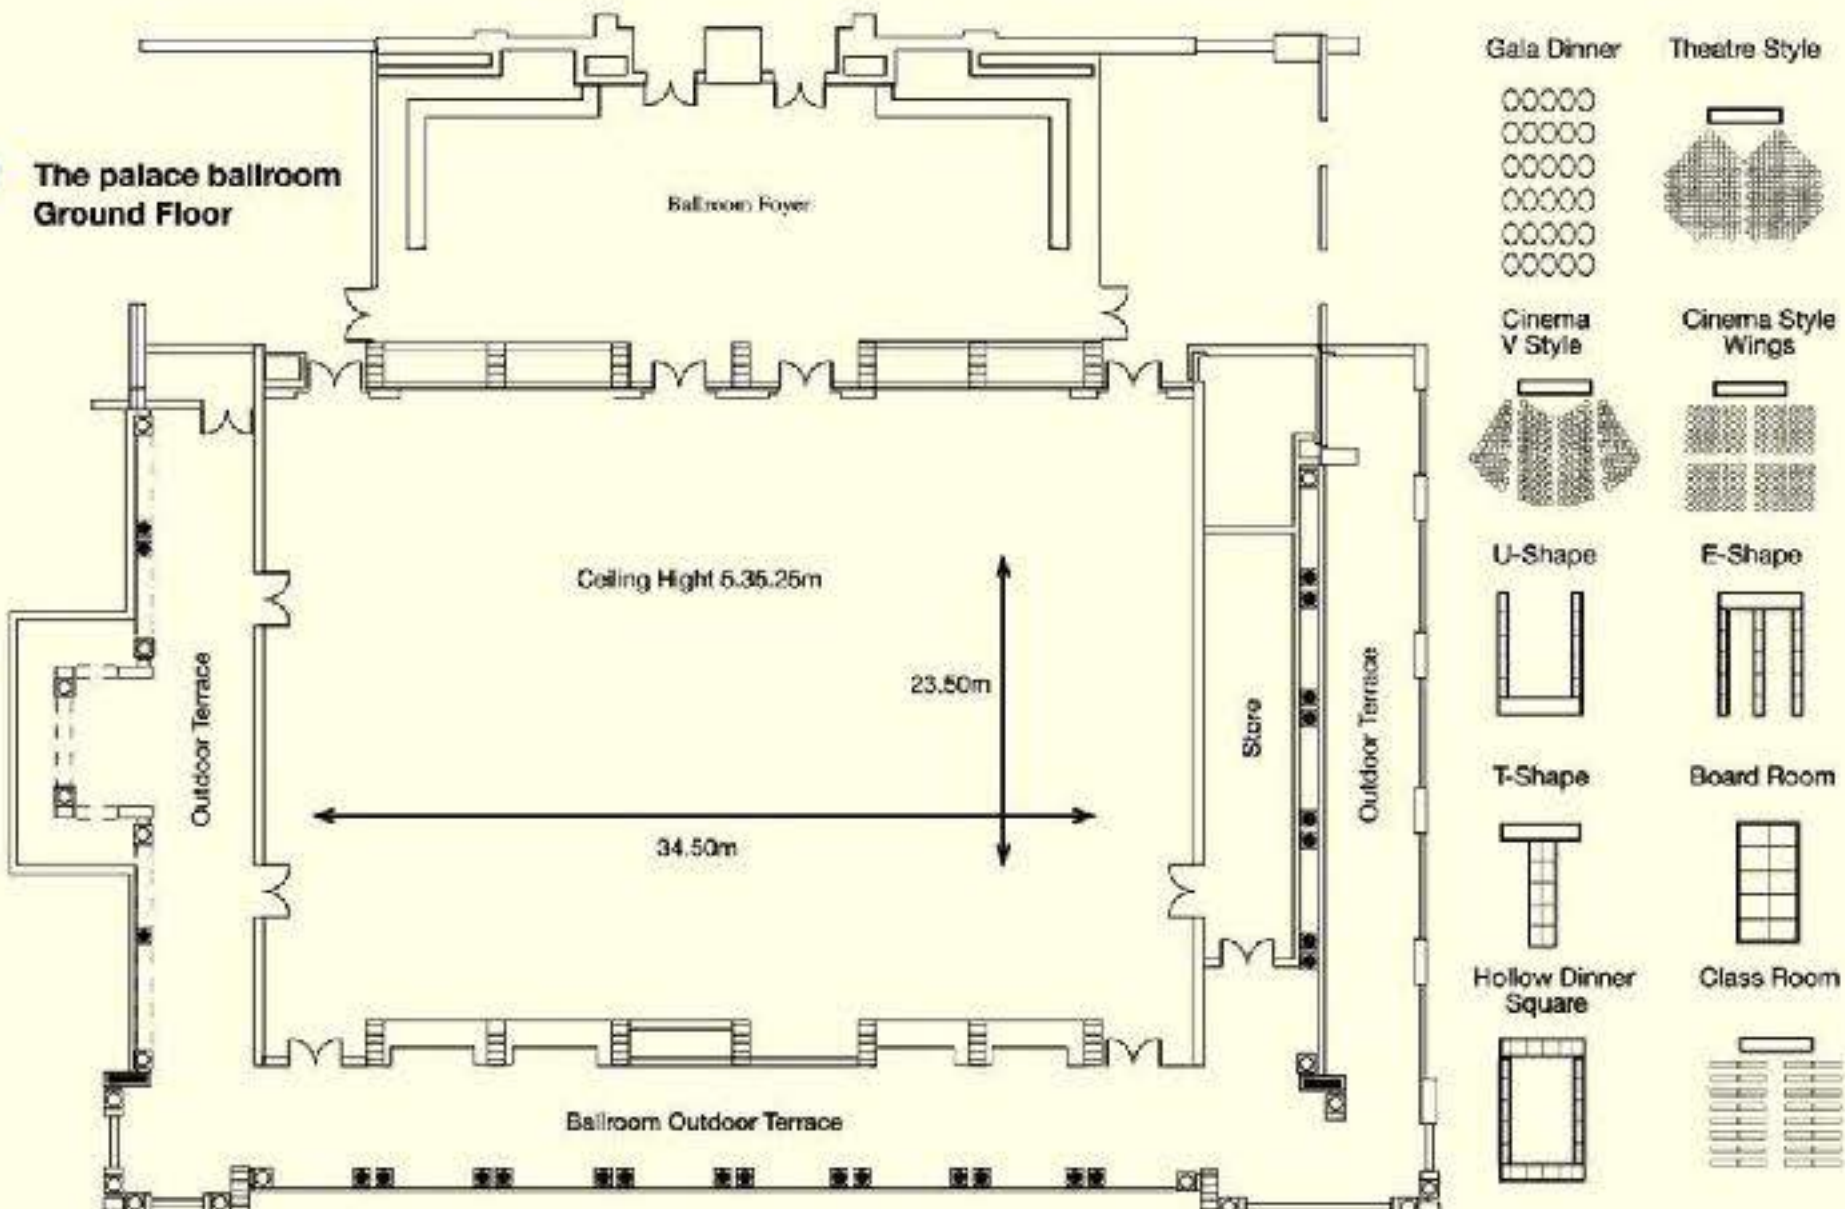 The palace ballroom
Ground Floor
Ballroom Foyer
Ceiling Hight 5.35.25m
23.50m
34.50m
Outdoor Terrace
Store
Outdoor Terrace
Ballroom Outdoor Terrace
Gala Dinner
Theatre Style
Cinema
V Style
Cinema Style
Wings
U-Shape
E-Shape
T-Shape
Board Room
Hollow Dinner
Square
Class Room